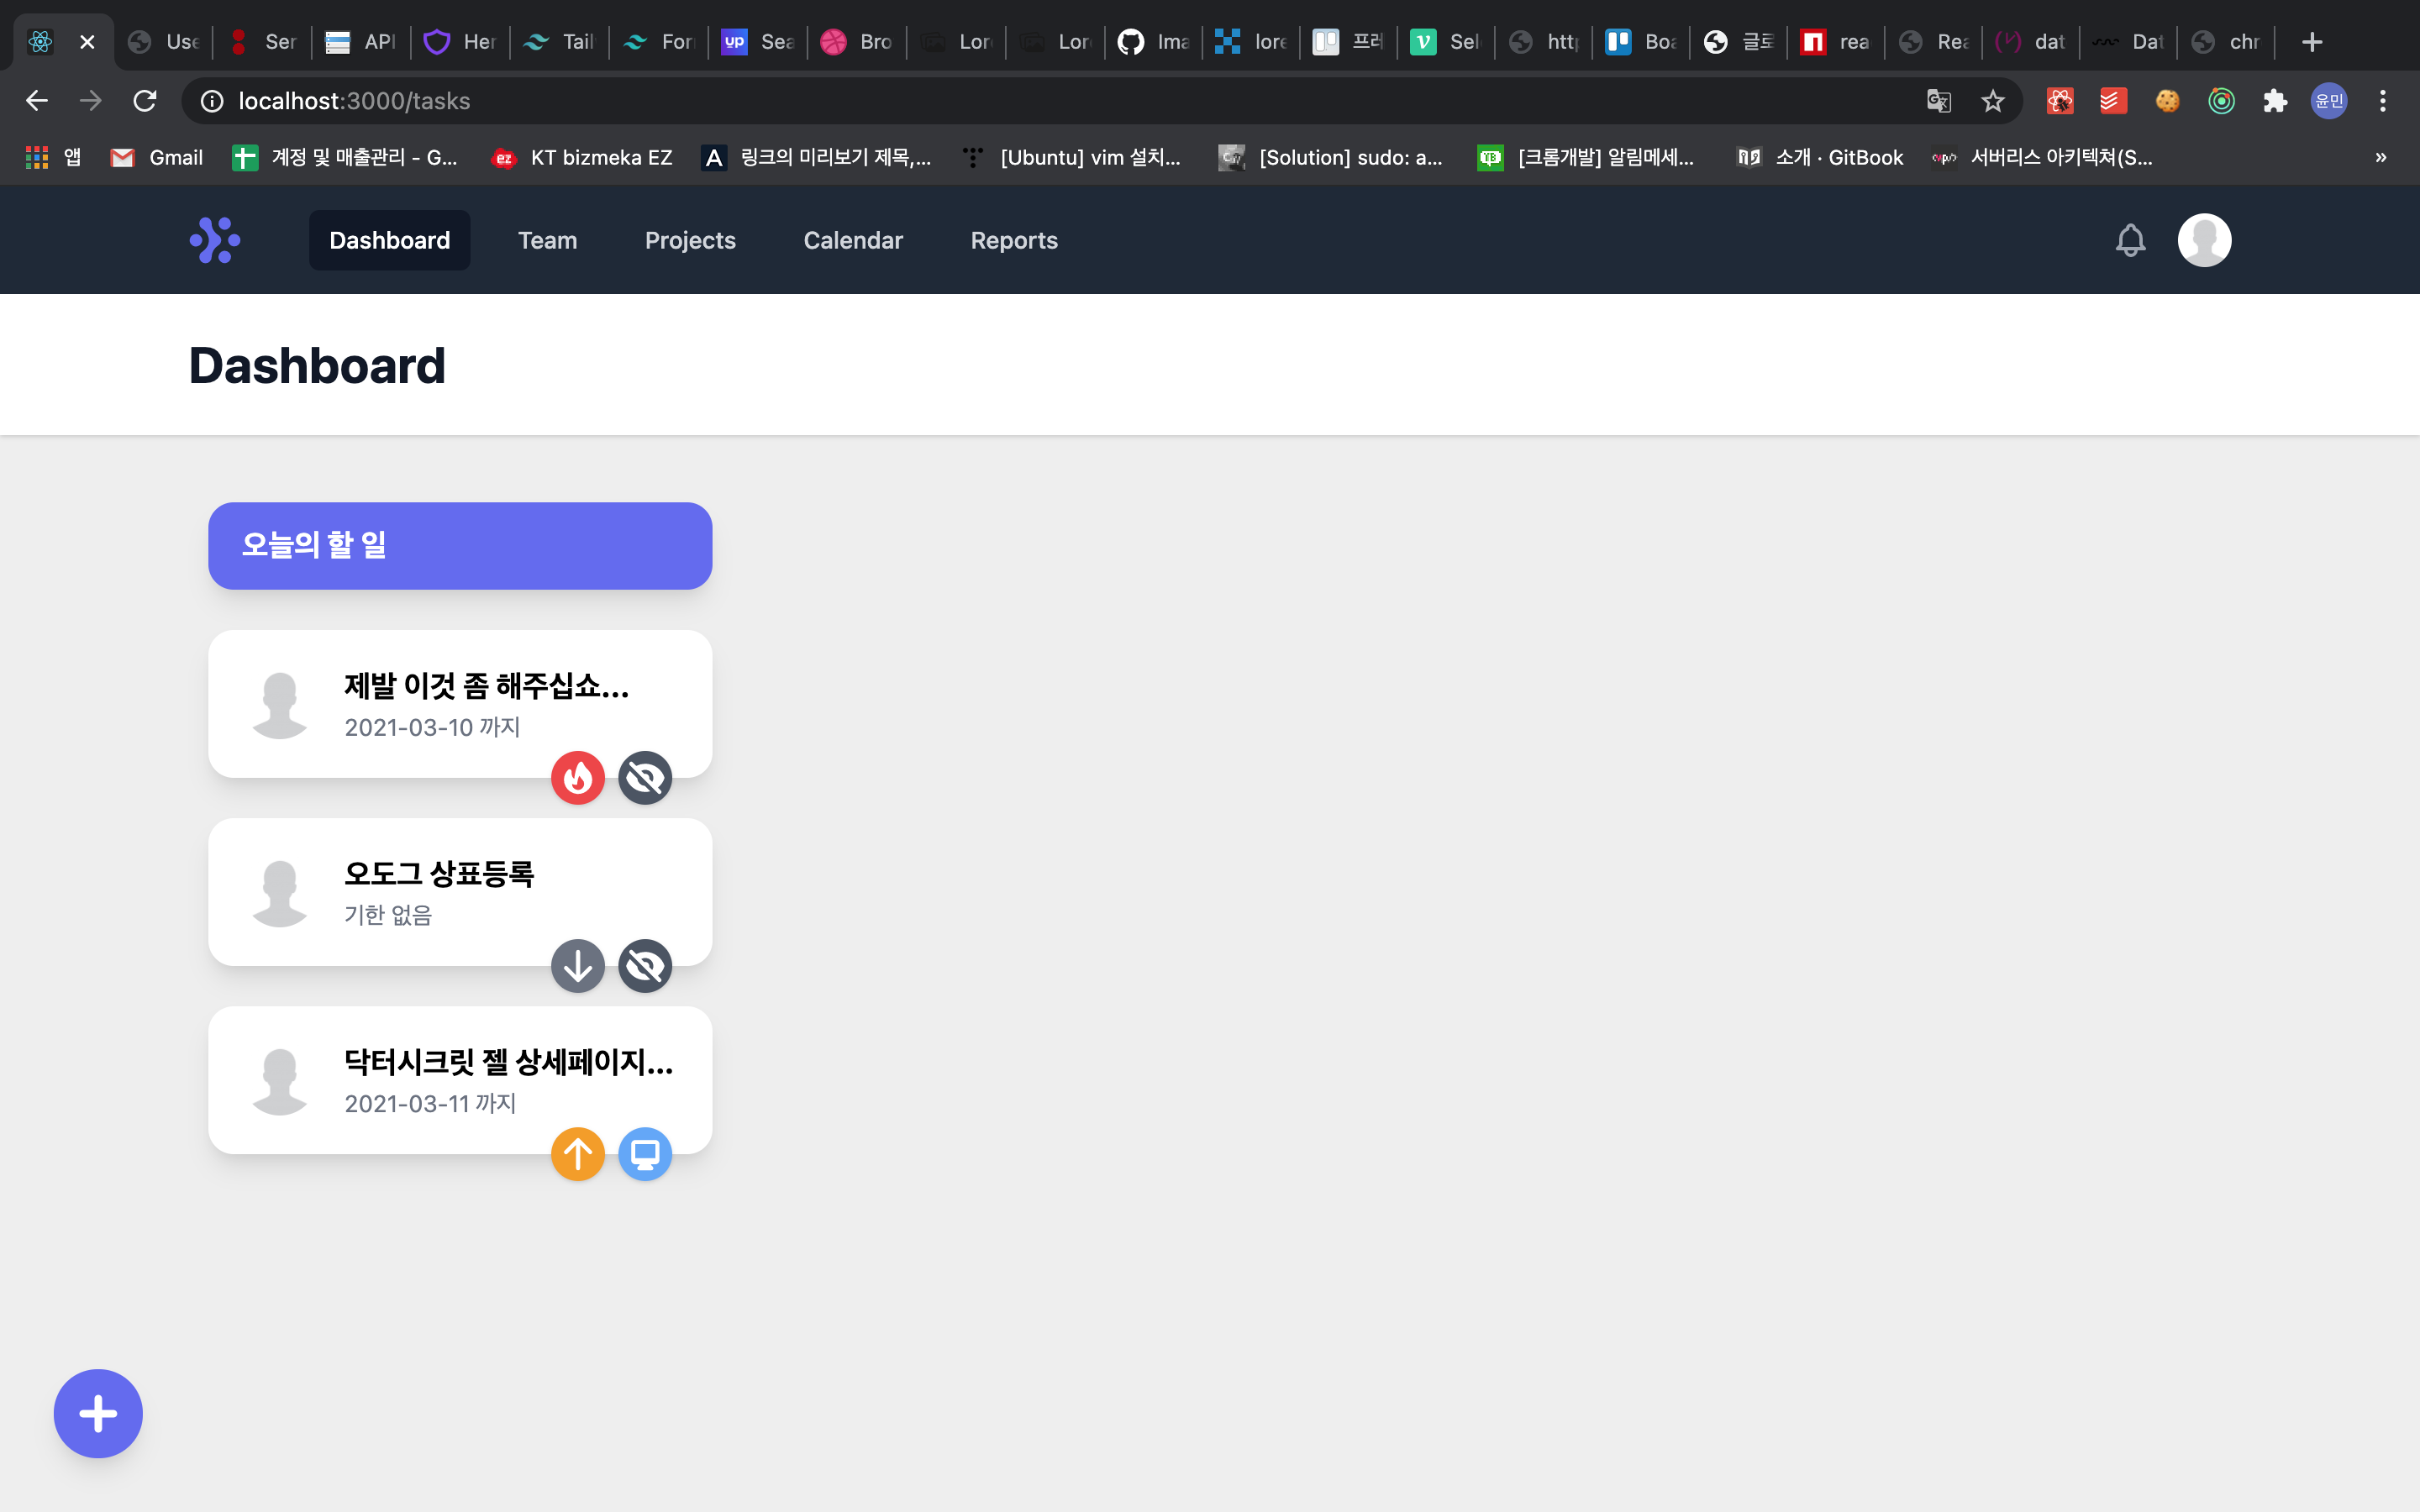 Use Ser API Her Tail For Sea Bro Lor Lor Ima lore 프러 Sel http Boa 글로 rea Rea dat Dat chr
localhost:3000/tasks 윤민
앱 Gmail 계정 및 매출관리 - G... ez KT bizmeka EZ A 링크의 미리보기 제목,... [Ubuntu] vim 설치... [Solution] sudo: a... [크롬개발] 알림메세... 소개 · GitBook 서버리스 아키텍쳐(S... »
Dashboard Team Projects Calendar Reports
Dashboard
오늘의 할 일
제발 이것 좀 해주십쇼...
2021-03-10 까지
오도그 상표등록
기한 없음
닥터시크릿 젤 상세페이지...
2021-03-11 까지